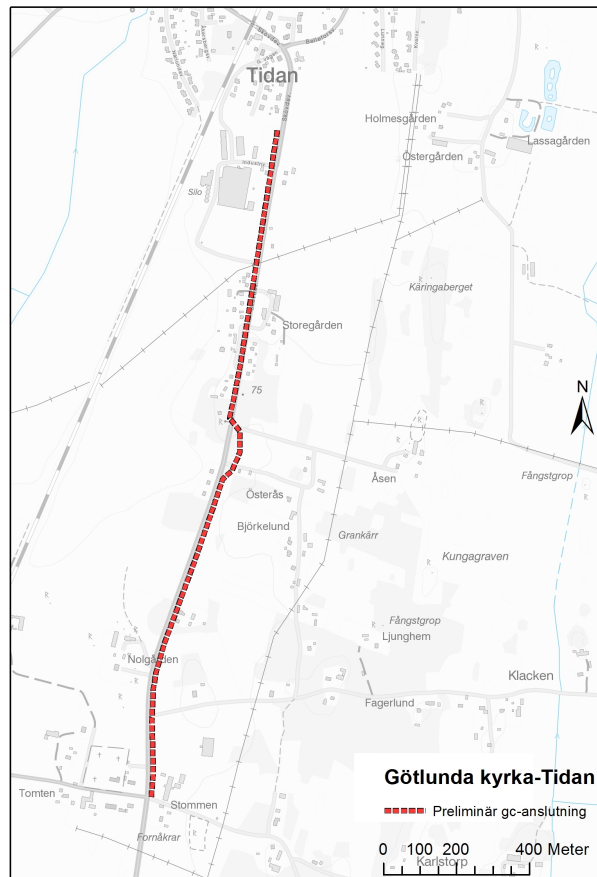 Tidan
Holmesgården
Lassagården
Östergården
Silo
Käringaberget
Storegården
75
N
Åsen
Fångstgrop
Österås
Björkelund
Grankärr
Kungagraven
Fångstgrop
Ljunghem
Nolgården
Klacken
Fagerlund
Götlunda kyrka-Tidan
Tomten
Stommen
Preliminär gc-anslutning
Fornåkrar
0 100 200 400 Meter
Karlstorp